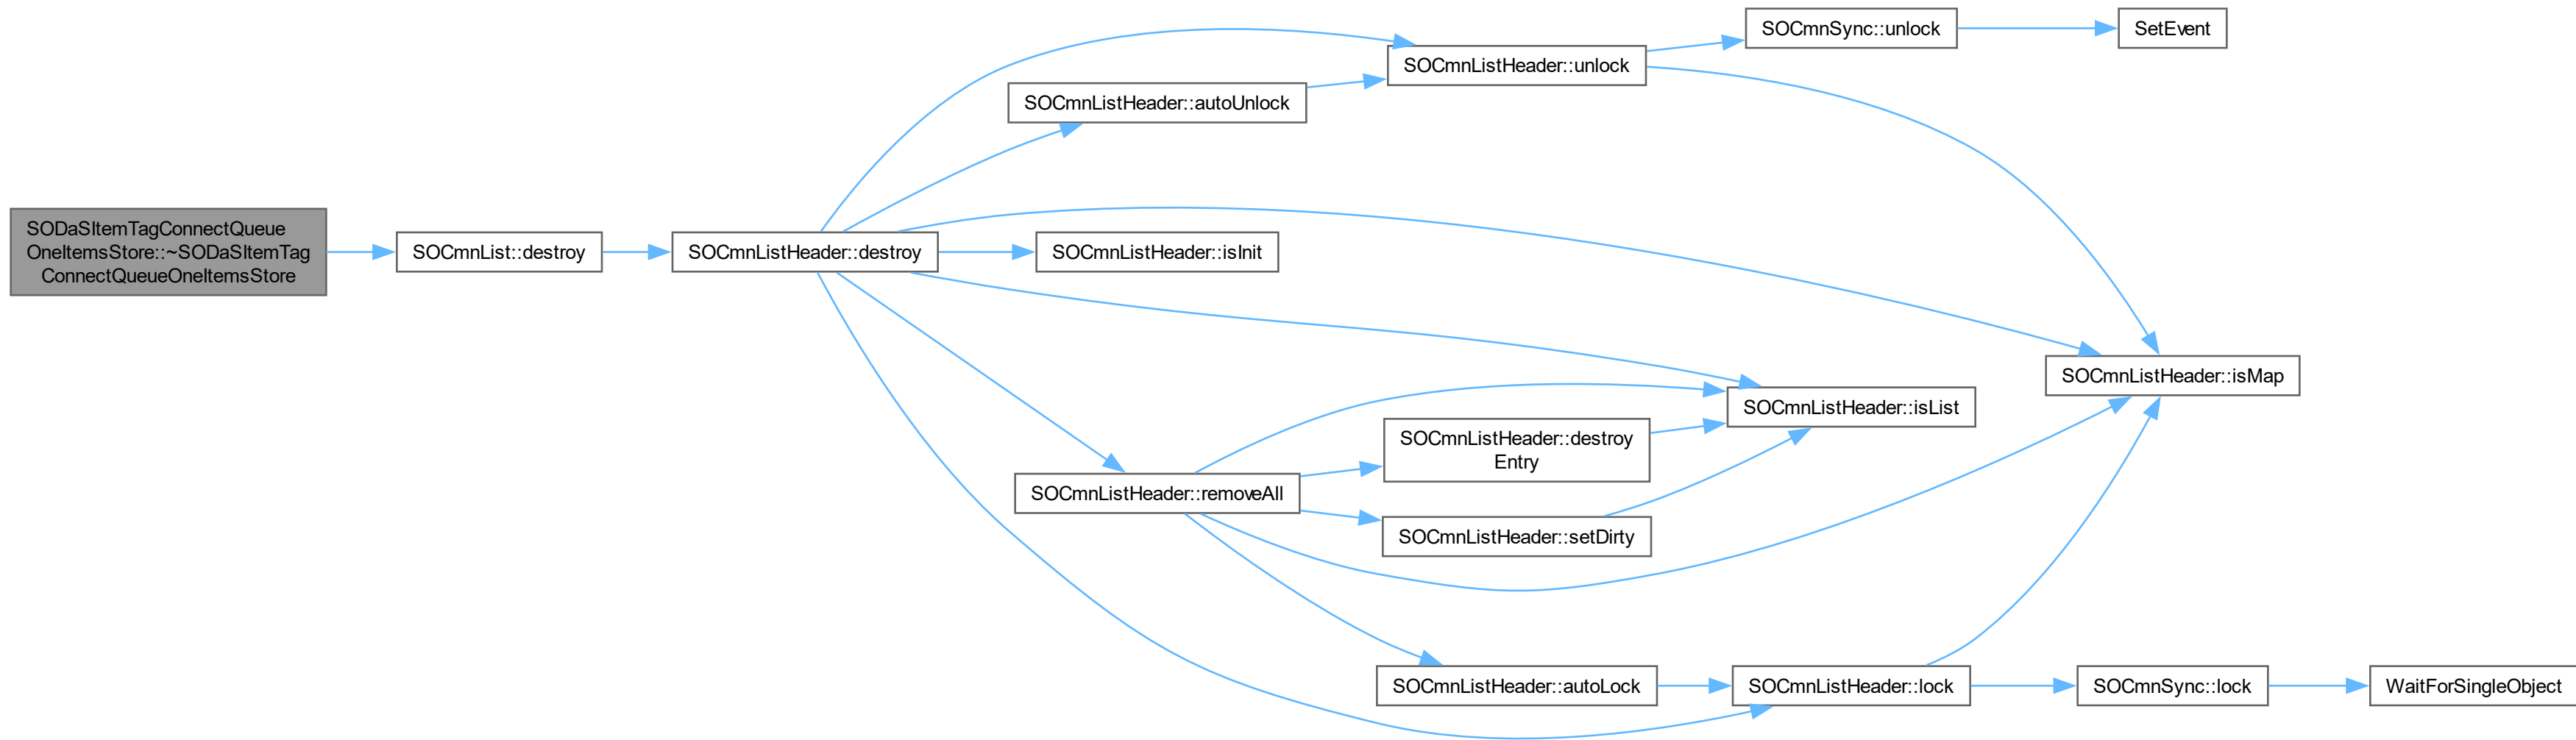 SODaSItemTagConnectQueue
OneItemsStore::~SODaSItemTag
ConnectQueueOneItemsStore
SOCmnList::destroy
SOCmnListHeader::destroy
SOCmnListHeader::autoUnlock
SOCmnListHeader::unlock
SOCmnSync::unlock
SetEvent
SOCmnListHeader::isInit
SOCmnListHeader::isMap
SOCmnListHeader::isList
SOCmnListHeader::destroy
Entry
SOCmnListHeader::removeAll
SOCmnListHeader::setDirty
SOCmnListHeader::autoLock
SOCmnListHeader::lock
SOCmnSync::lock
WaitForSingleObject